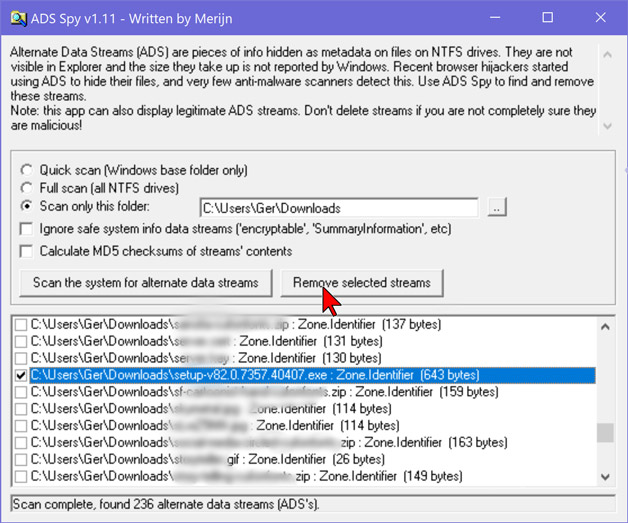 ADS Spy v1.11 - Written by Merijn
Alternate Data Streams (ADS) are pieces of info hidden as metadata on files on NTFS drives. They are not
visible in Explorer and the size they take up is not reported by Windows. Recent browser hijackers started
using ADS to hide their files, and very few anti-malware scanners detect this. Use ADS Spy to find and remove
these streams.
Note: this app can also display legitimate ADS streams. Don't delete streams if you are not completely sure they
are malicious!
Quick scan (Windows base folder only)
Full scan (all NTFS drives)
Scan only this folder:
C:\Users\Ger\Downloads
..
Ignore safe system info data streams ('encryptable', 'SummaryInformation', etc)
Calculate MD5 checksums of streams' contents
Scan the system for alternate data streams
Remove selected streams
C:\Users\Ger\Downloads\ : Zone.Identifier (137 bytes)
C:\Users\Ger\Downloads\ : Zone.Identifier (131 bytes)
C:\Users\Ger\Downloads\ : Zone.Identifier (130 bytes)
C:\Users\Ger\Downloads\setup-v82.0.7357.40407.exe : Zone.Identifier (643 bytes)
C:\Users\Ger\Downloads\ .zip : Zone.Identifier (159 bytes)
C:\Users\Ger\Downloads\ : Zone.Identifier (114 bytes)
C:\Users\Ger\Downloads\ : Zone.Identifier (114 bytes)
C:\Users\Ger\Downloads\ .zip : Zone.Identifier (163 bytes)
C:\Users\Ger\Downloads\ .gif : Zone.Identifier (26 bytes)
C:\Users\Ger\Downloads\ .zip : Zone.Identifier (149 bytes)
Scan complete, found 236 alternate data streams (ADS's).